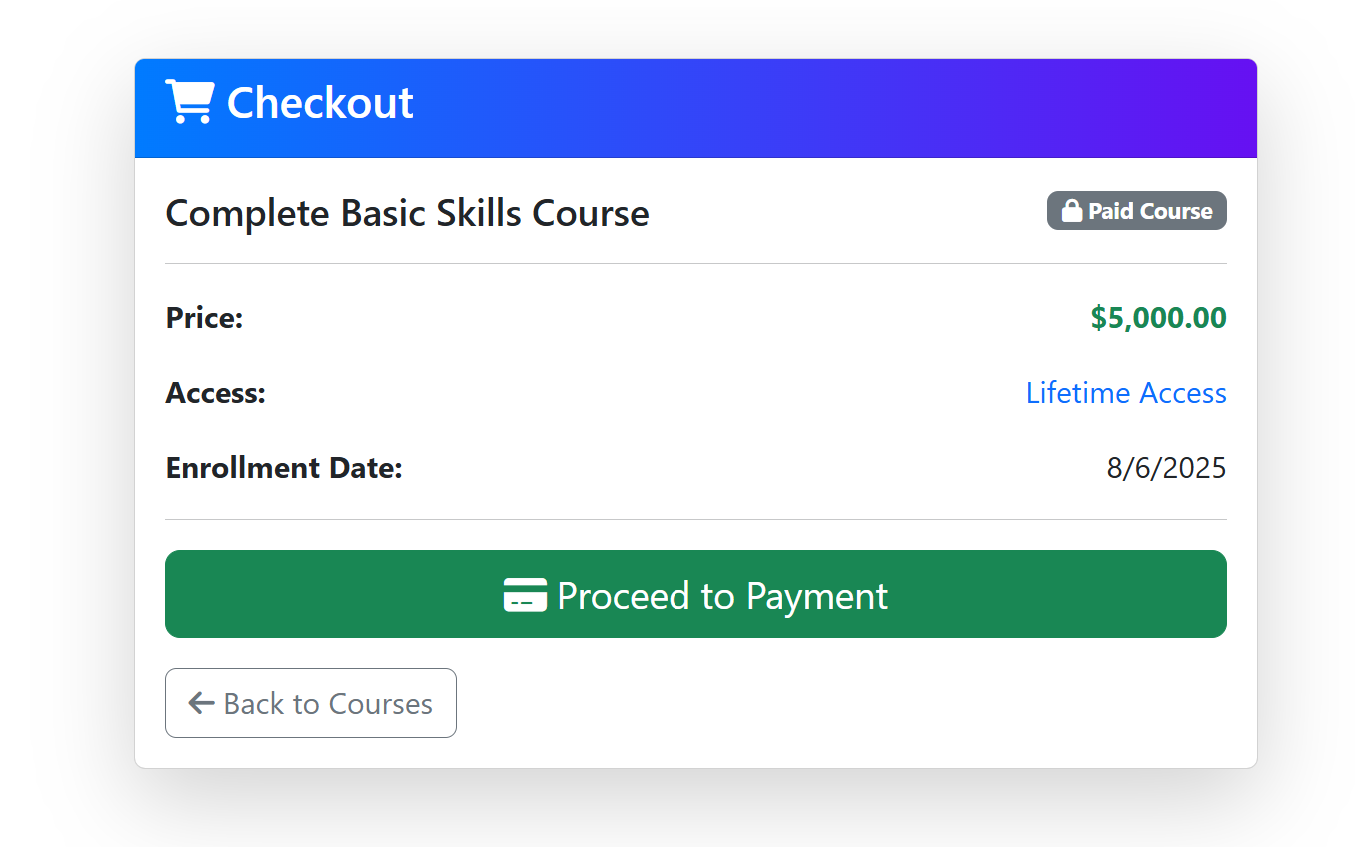 Checkout
Complete Basic Skills Course
Paid Course
Price:
$5,000.00
Access:
Lifetime Access
Enrollment Date:
8/6/2025
Proceed to Payment
Back to Courses